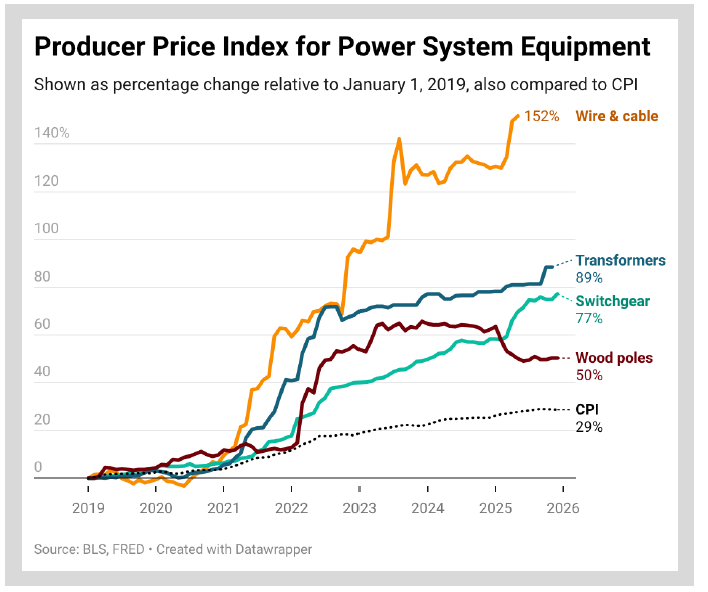 Producer Price Index for Power System Equipment
Shown as percentage change relative to January 1, 2019, also compared to CPI
152% Wire & cable
140%
120
100
Transformers
89%
80
Switchgear
77%
60
Wood poles
50%
40
CPI
29%
20
0
2019 2020 2021 2022 2023 2024 2025 2026
Source: BLS, FRED • Created with Datawrapper